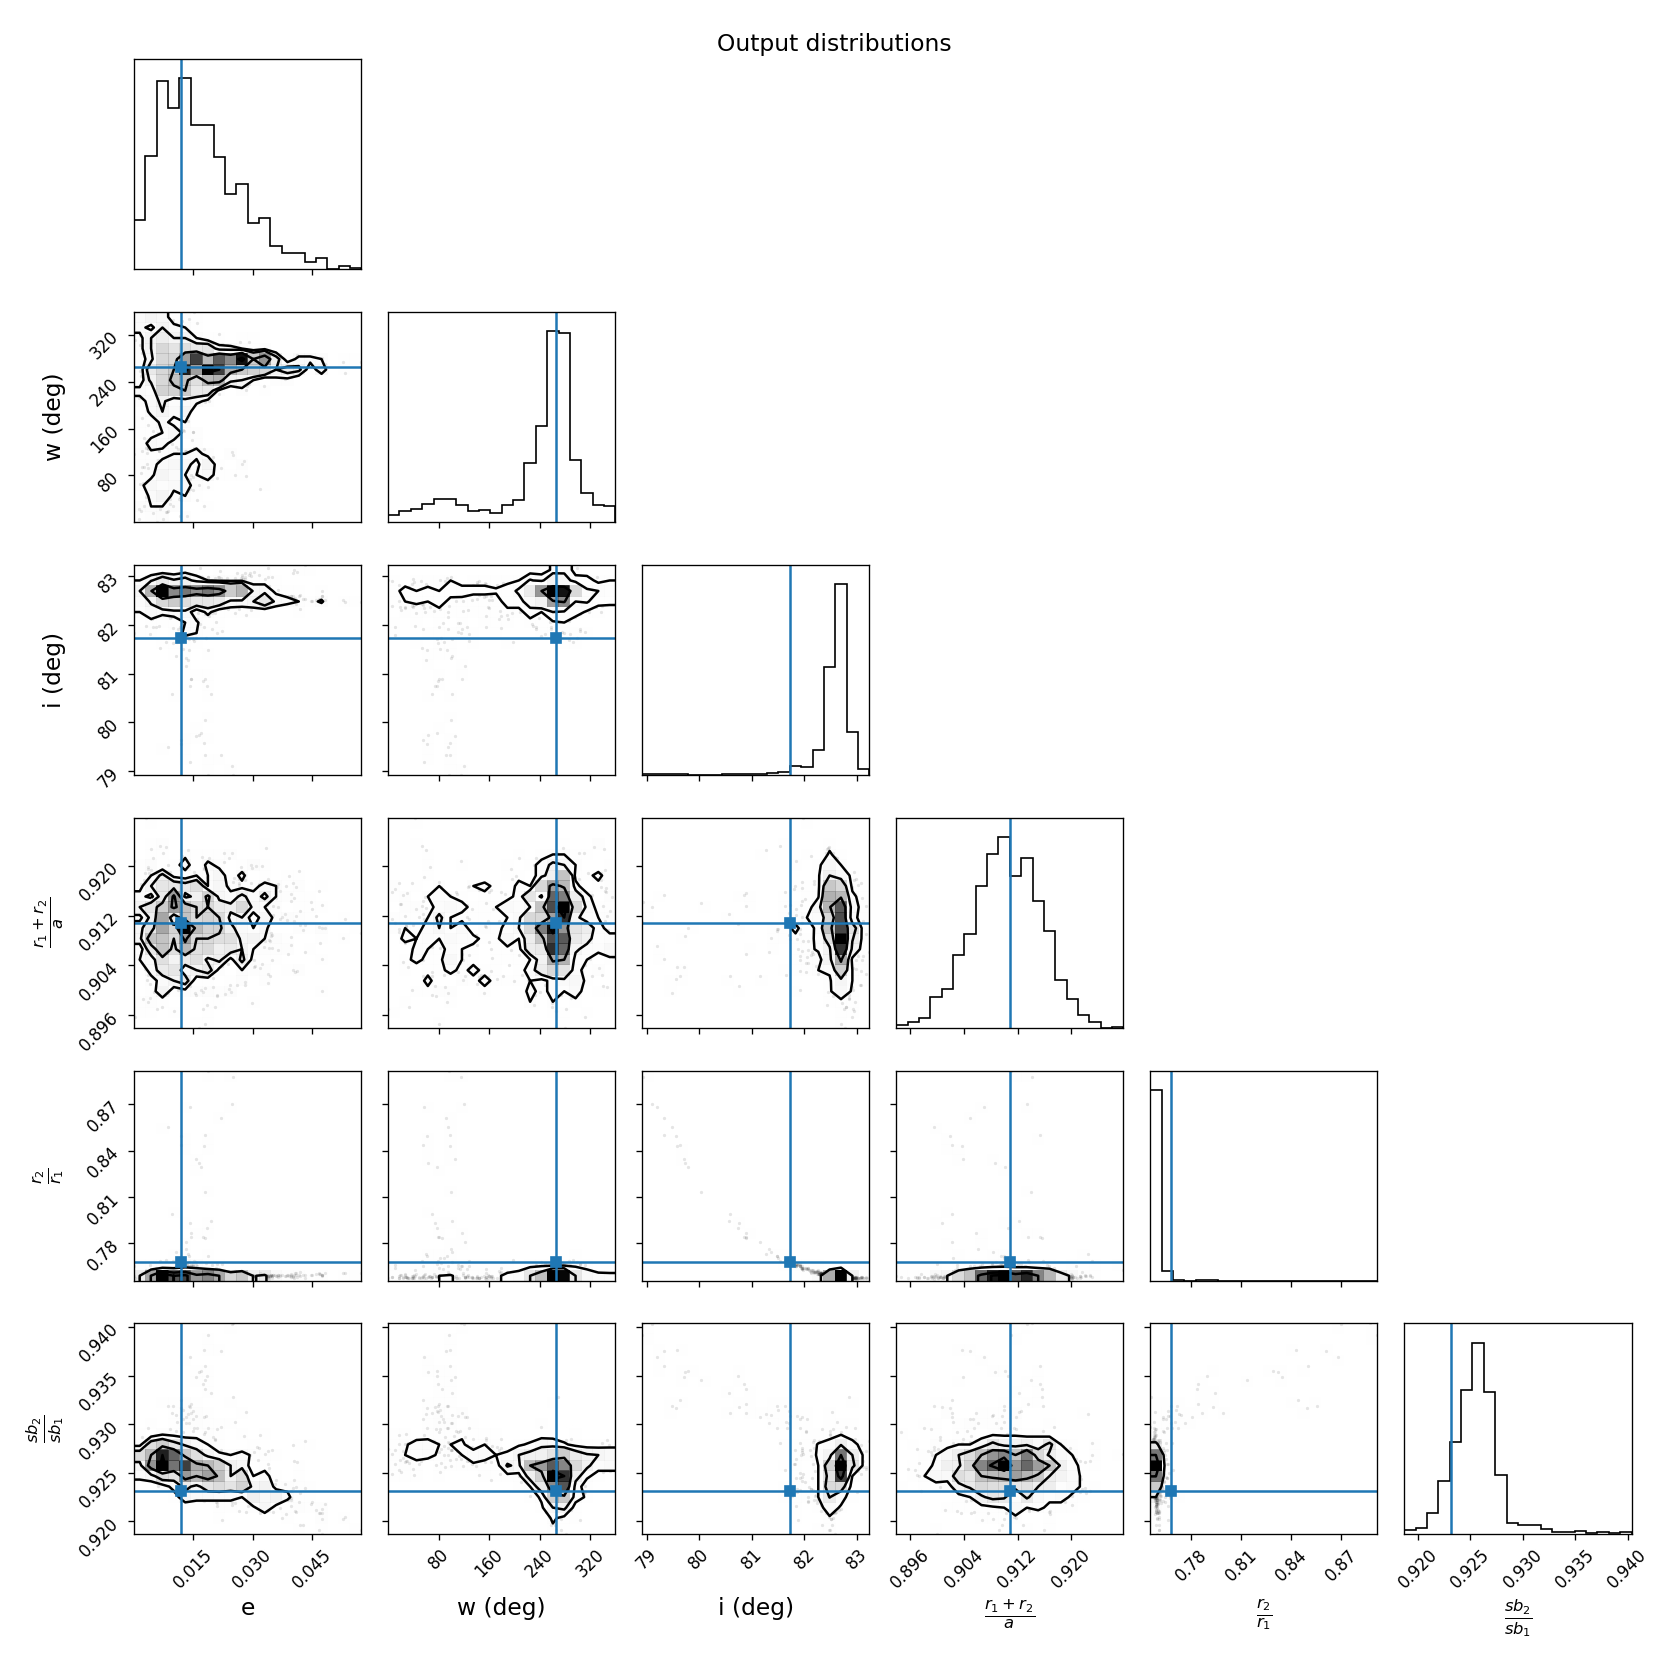 Output distributions
w (deg)
320
240
160
80
i (deg)
83
82
81
80
79
r₁ + r₂
a
0.920
0.912
0.904
0.896
r₂
r₁
0.87
0.84
0.81
0.78
sb₂
sb₁
0.940
0.935
0.930
0.925
0.920
0.015 0.030 0.045
80 160 240 320
79 80 81 82 83
0.896 0.904 0.912 0.920
0.78 0.81 0.84 0.87
0.920 0.925 0.930 0.935 0.940
e
w (deg)
i (deg)
r₁ + r₂
a
r₂
r₁
sb₂
sb₁